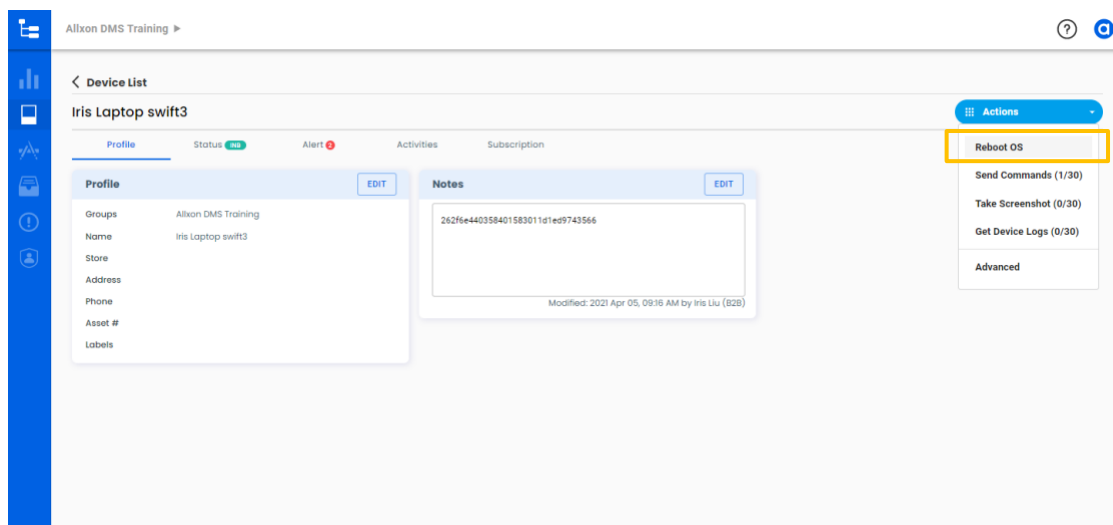 Allxon DMS Training
Device List
Iris Laptop swift3
Actions
Profile Status INB Alert 2 Activities Subscription
Reboot OS
Send Commands (1/30)
Take Screenshot (0/30)
Get Device Logs (0/30)
Advanced
Profile EDIT
Groups Allxon DMS Training
Name Iris Laptop swift3
Store
Address
Phone
Asset #
Labels
Notes EDIT
262f6e440358401583011d1ed9743566
Modified: 2021 Apr 05, 09:16 AM by Iris Liu (B2B)